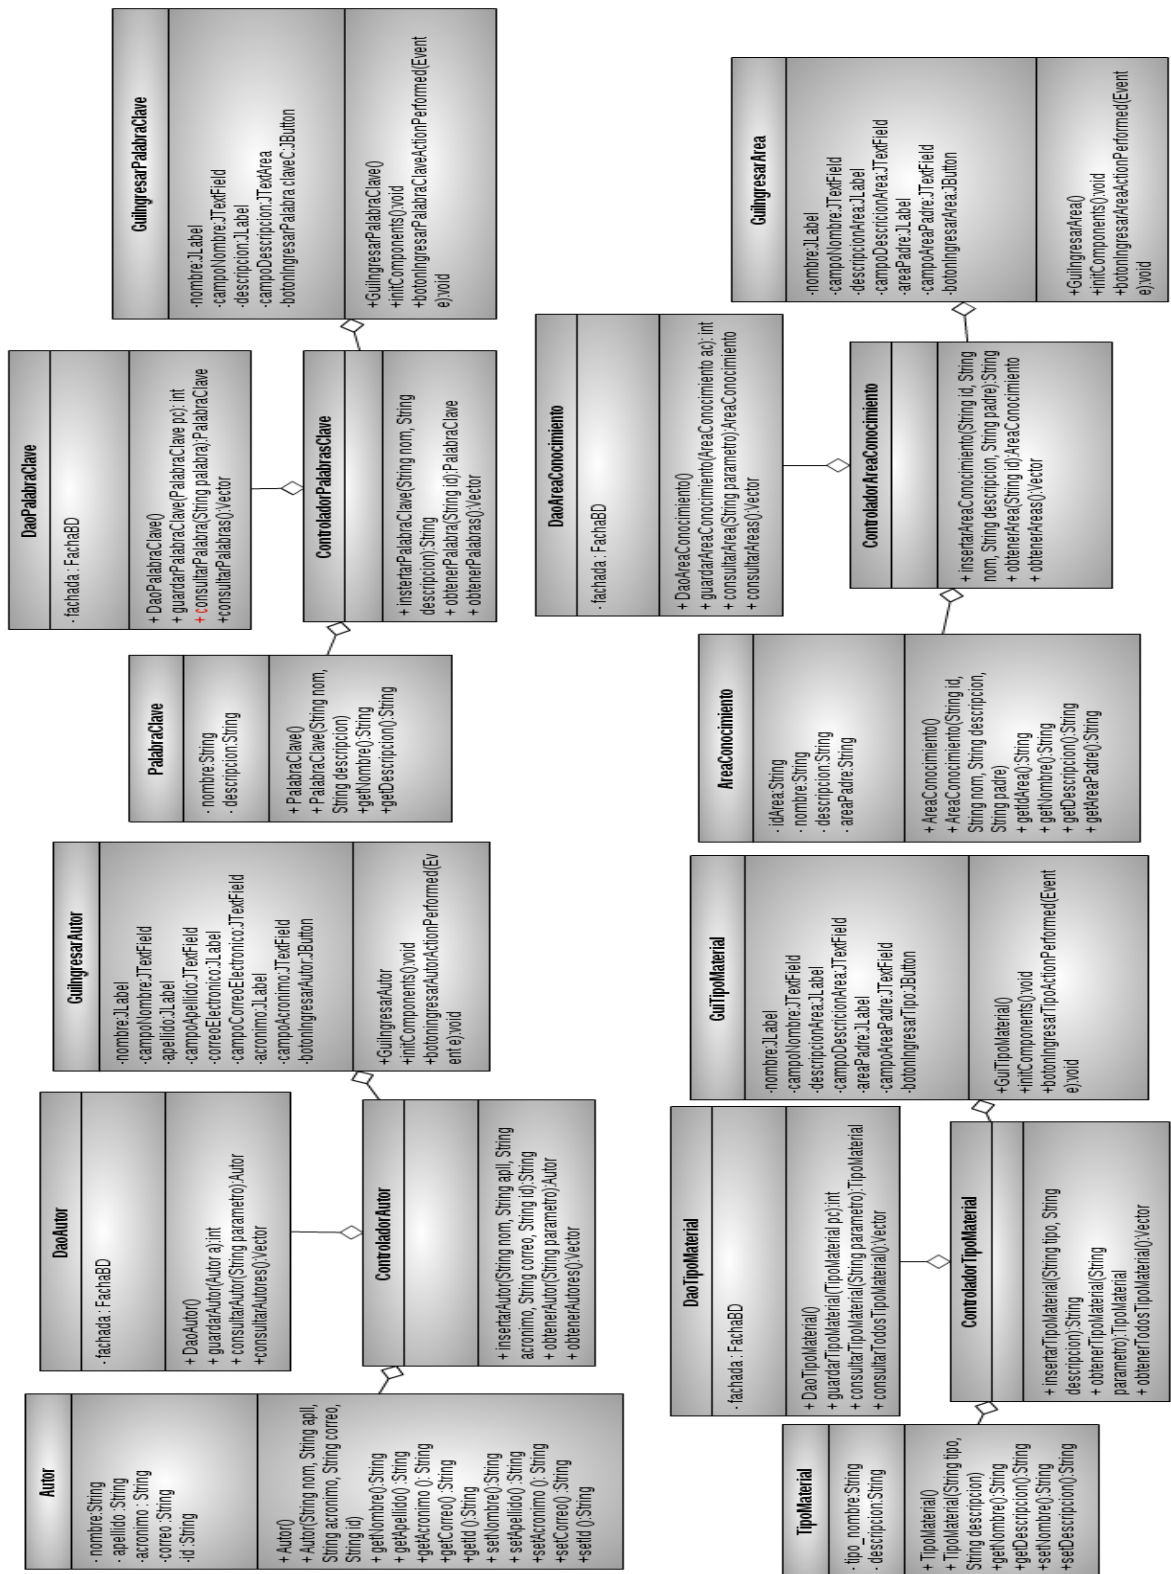 Autor
- nombre:String
- apellido :String
-acronimo : String
-correo :String
-id :String
+ Autor()
+ Autor(String nom, String apll,
String acronimo, String correo,
String id)
+ getNombre():String
+ getApellido() :String
+getAcronimo (): String
+getCorreo() :String
+getId ():String
+ setNombre():String
+ setApellido() :String
+setAcronimo (): String
+setCorreo() :String
+setId ():String
DaoAutor
- fachada : FachaBD
+ DaoAutor()
+ guardarAutor(Autor a):int
+ consultarAutor(String parametro):Autor
+consultarAutores():Vector
ControladorAutor
+ insertarAutor(String nom, String apll, String
acronimo, String correo, String id):String
+ obtenerAutor(String parametro):Autor
+ obtenerAutores():Vector
GuiIngresarAutor
-nombre:JLabel
-campoNombre:JTextField
-apellido:JLabel
-campoApellido:JTextField
-correoElectronico:JLabel
-campoCorreoElectronico:JTextField
-acronimo:JLabel
-campoAcronimo:JTextField
-botonIngresarAutor:JButton
+GuiIngresarAutor
+initComponents():void
+botoningresarAutorActionPerformed(Ev
ent e):void
PalabraClave
- nombre:String
- descripcion:String
+ PalabraClave()
+ PalabraClave(String nom,
String descripcion)
+getNombre():String
+getDescripcion():String
DaoPalabraClave
- fachada : FachaBD
+ DaoPalabraClave()
+ guardarPalabraClave(PalabraClave pc): int
+ consultarPalabra(String palabra):PalabraClave
+consultarPalabras():Vector
ControladorPalabrasClave
+ instertarPalabraClave(String nom, String
descripcion):String
+ obtenerPalabra(String id):PalabraClave
+ obtenerPalabras():Vector
GuiIngresarPalabraClave
-nombre:JLabel
-campoNombre:JTextField
-descripcion:JLabel
-campoDescripcion:JTextArea
-botonIngresarPalabra claveC:JButton
+GuiIngresarPalabraClave()
+initComponents():void
+botonIngresarPalabraClaveActionPerformed(Event
e):void
TipoMaterial
- tipo_nombre:String
- descripcion:String
+ TipoMaterial()
+ TipoMaterial(String tipo,
String descripcion)
+getNombre():String
+getDescripcion():String
+setNombre():String
+setDescripcion():String
DaoTipoMaterial
- fachada : FachaBD
+ DaoTipoMaterial()
+ guardarTipoMaterial(TipoMaterial pc):int
+ consultarTipoMaterial(String parametro):TipoMaterial
+ consultarTodosTipoMaterial():Vector
ControladorTipoMaterial
+ insertarTipoMaterial(String tipo, String
descripcion):String
+ obtenerTipoMaterial(String
parametro):TipoMaterial
+ obtenerTodosTipoMaterial():Vector
GuiTipoMaterial
-nombre:JLabel
-campoNombre:JTextField
-descripcionArea:JLabel
-campoDescricionArea:JTextField
-areaPadre:JLabel
-campoAreaPadre:JTextField
-botonIngresarTipo:JButton
+GuiTipoMaterial()
+initComponents():void
+botonIngresarTipoActionPerformed(Event
e):void
AreaConocimiento
- idArea:String
- nombre:String
- descripcion:String
- areaPadre:String
+ AreaConocimiento()
+ AreaConocimiento(String id,
String nom, String descripcion,
String padre)
+ getIdArea():String
+ getNombre():String
+ getDescripcion():String
+ getAreaPadre():String
DaoAreaConocimiento
- fachada : FachaBD
+ DaoAreaConocimiento()
+ guardarAreaConocimiento(AreaConocimiento ac): int
+ consultarArea(String parametro):AreaConocimiento
+ consultarAreas():Vector
ControladorAreaConocimiento
+ insertarAreaConocimiento(String id, String
nom, String descripcion, String padre):String
+ obtenerArea(String id):AreaConocimiento
+ obtenerAreas():Vector
GuiIngresarArea
-nombre:JLabel
-campoNombre:JTextField
-descripcionArea:JLabel
-campoDescricionArea:JTextField
-areaPadre:JLabel
-campoAreaPadre:JTextField
-botonIngresarArea:JButton
+GuiIngresarArea()
+initComponents():void
+botonIngresarAreaActionPerformed(Event
e):void